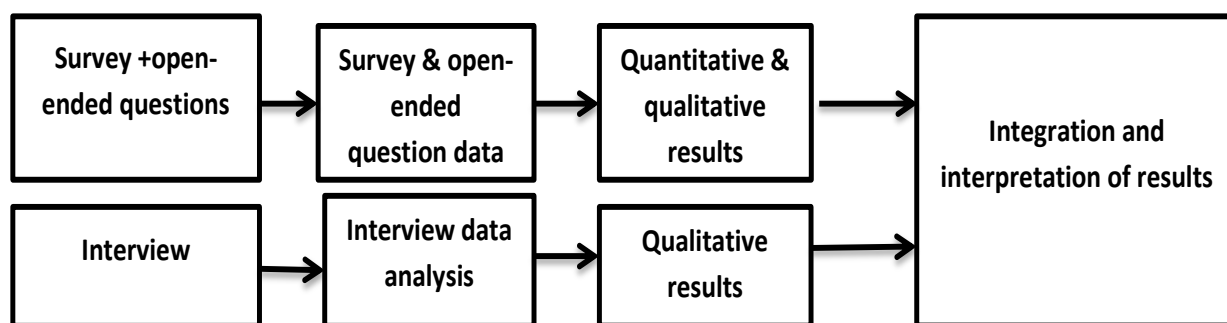 Survey +open-
ended questions
Survey & open-
ended
question data
Quantitative &
qualitative
results
Integration and
interpretation of results
Interview
Interview data
analysis
Qualitative
results